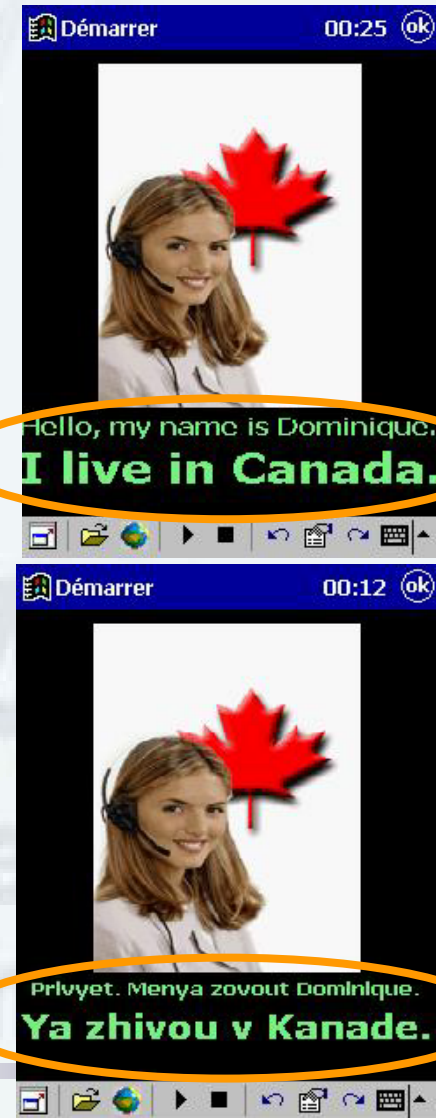 Démarrer 00:25 ok
Hello, my name is Dominique.
I live in Canada.
Démarrer 00:12 ok
Privyet. Menya zovout Dominique.
Ya zhivou v Kanade.